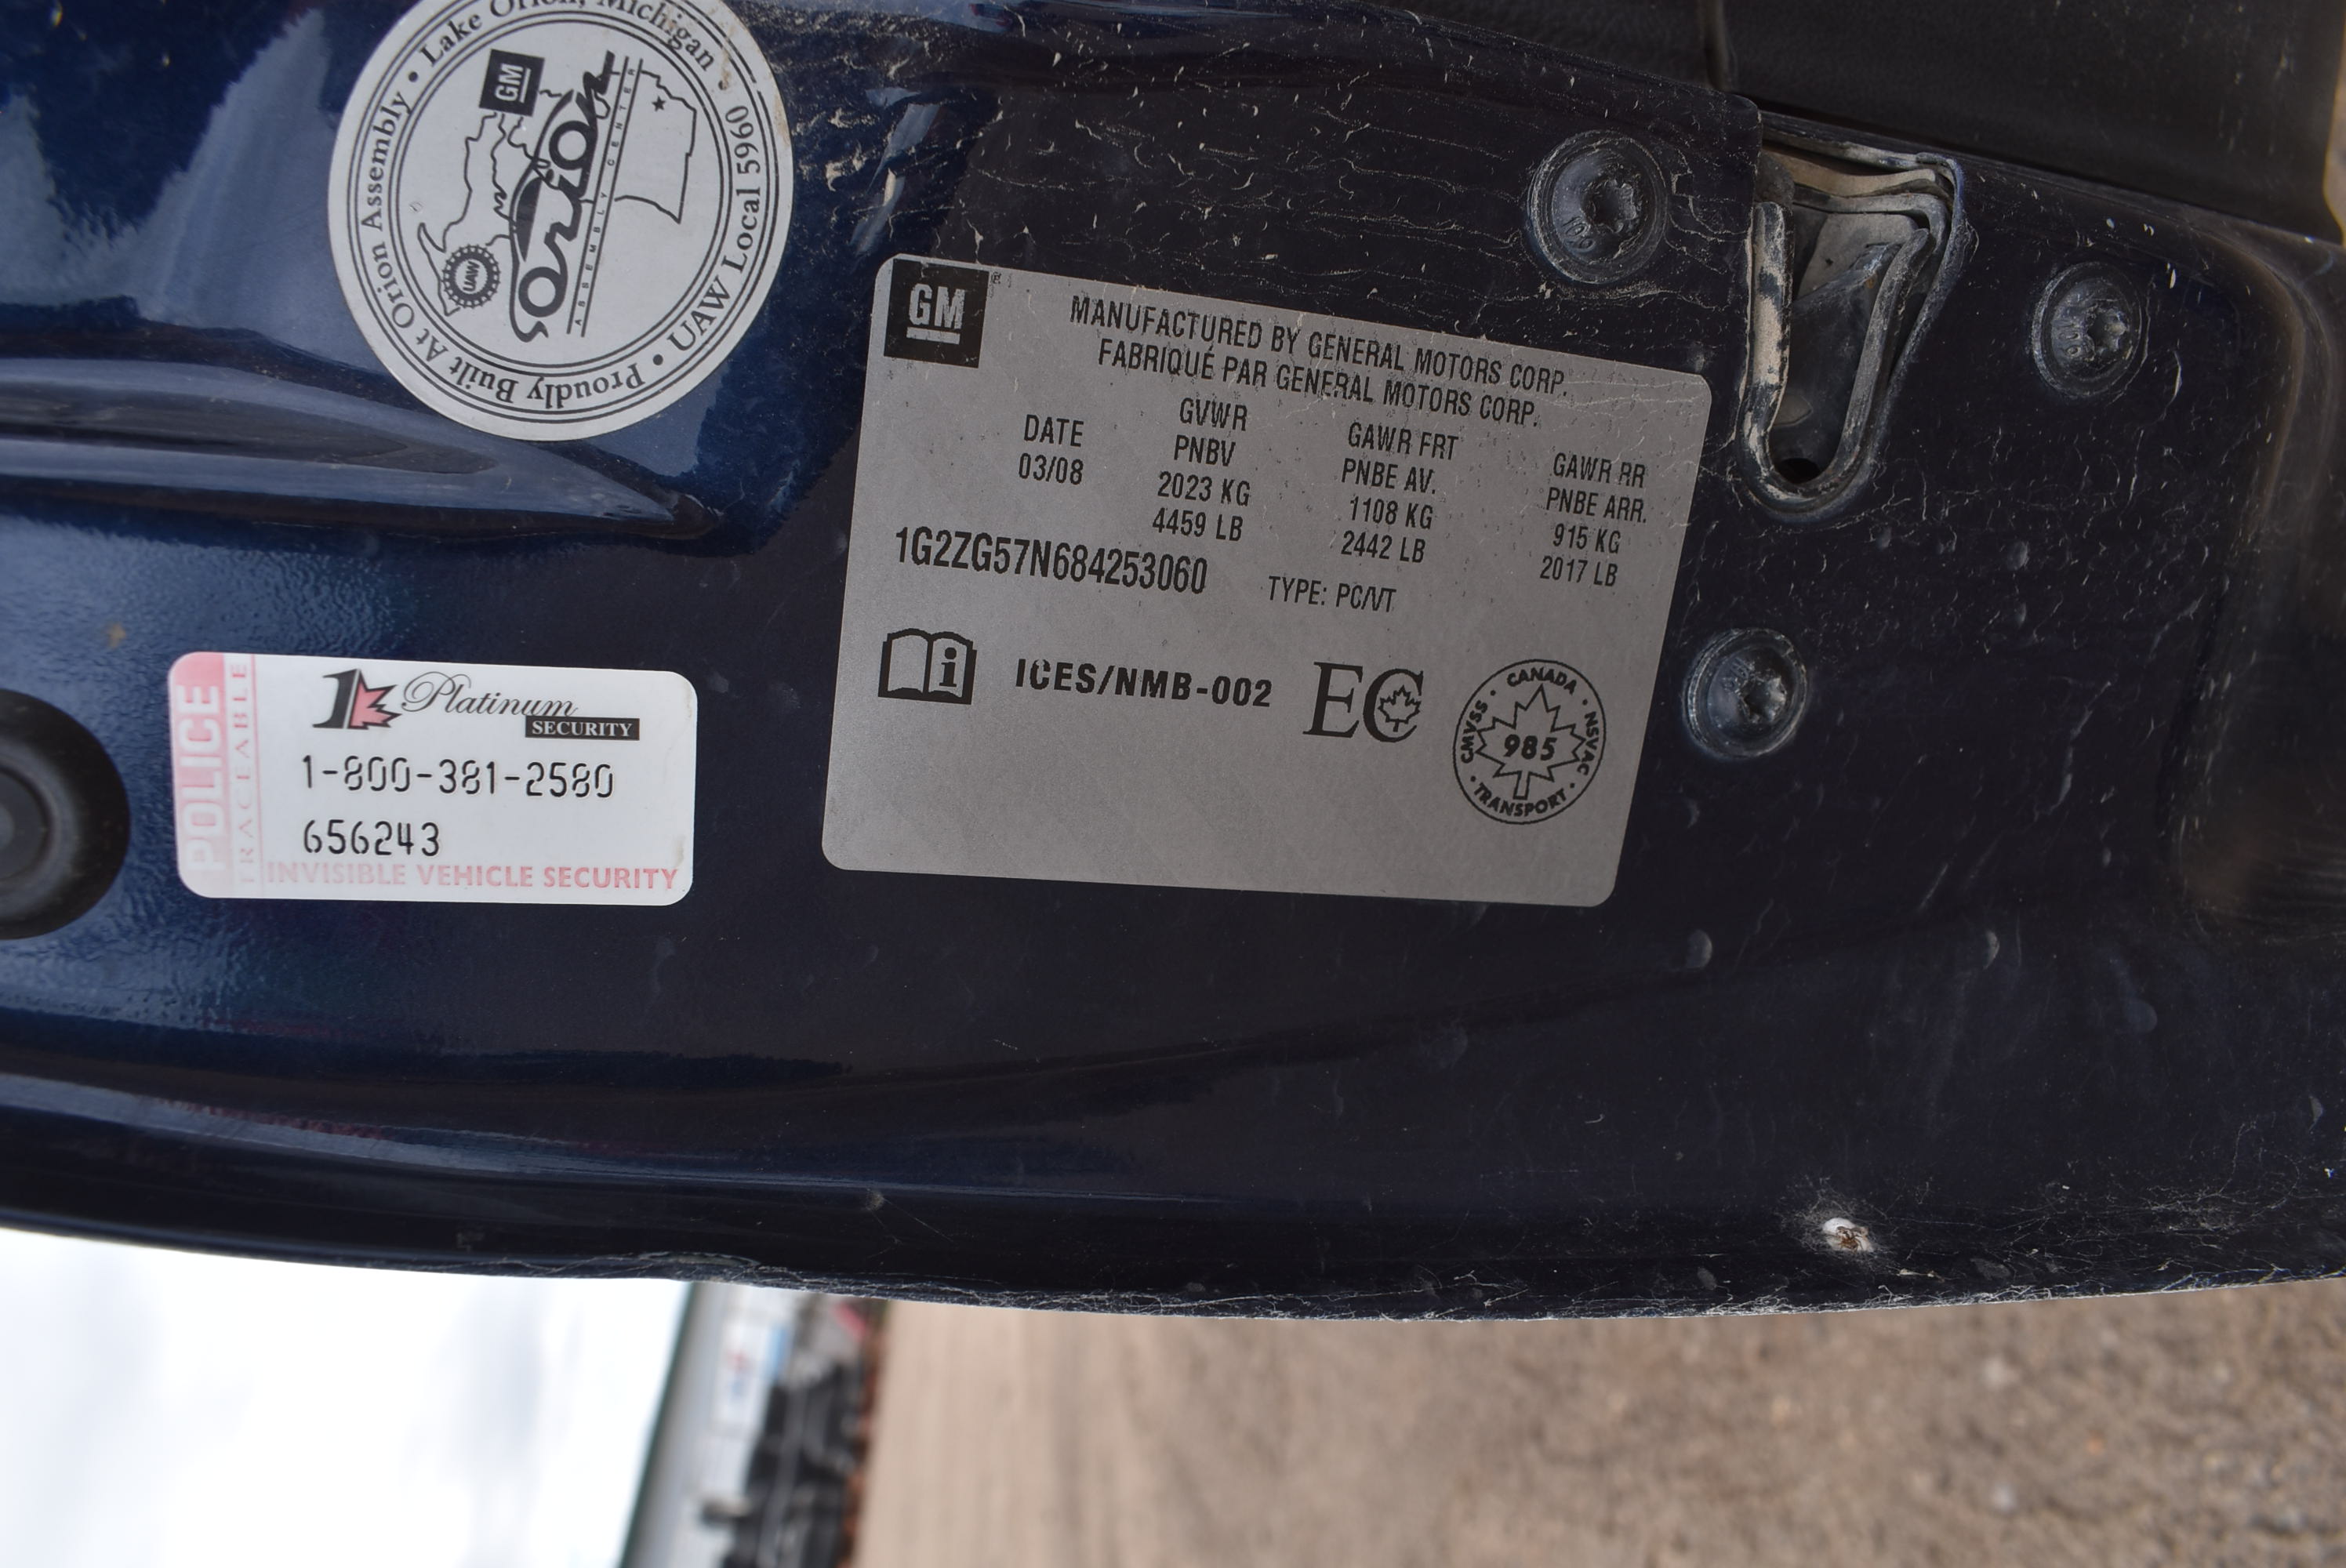 Proudly Built At Orion Assembly • Lake Orion, Michigan • UAW Local 5960
GM
orion
ASSEMBLY CENTER
UAW
GM
MANUFACTURED BY GENERAL MOTORS CORP.
FABRIQUÉ PAR GENERAL MOTORS CORP.
DATE GVWR GAWR FRT GAWR RR
03/08 PNBV PNBE AV. PNBE ARR.
2023 KG 1108 KG 915 KG
4459 LB 2442 LB 2017 LB
1G2ZG57N684253060 TYPE: PC/VT
i ICES/NMB-002 EC
CANADA • NSVAC • TRANSPORT • CMVSS •
985
POLICE
TRACEABLE
1 Platinum
SECURITY
1-800-381-2580
656243
INVISIBLE VEHICLE SECURITY